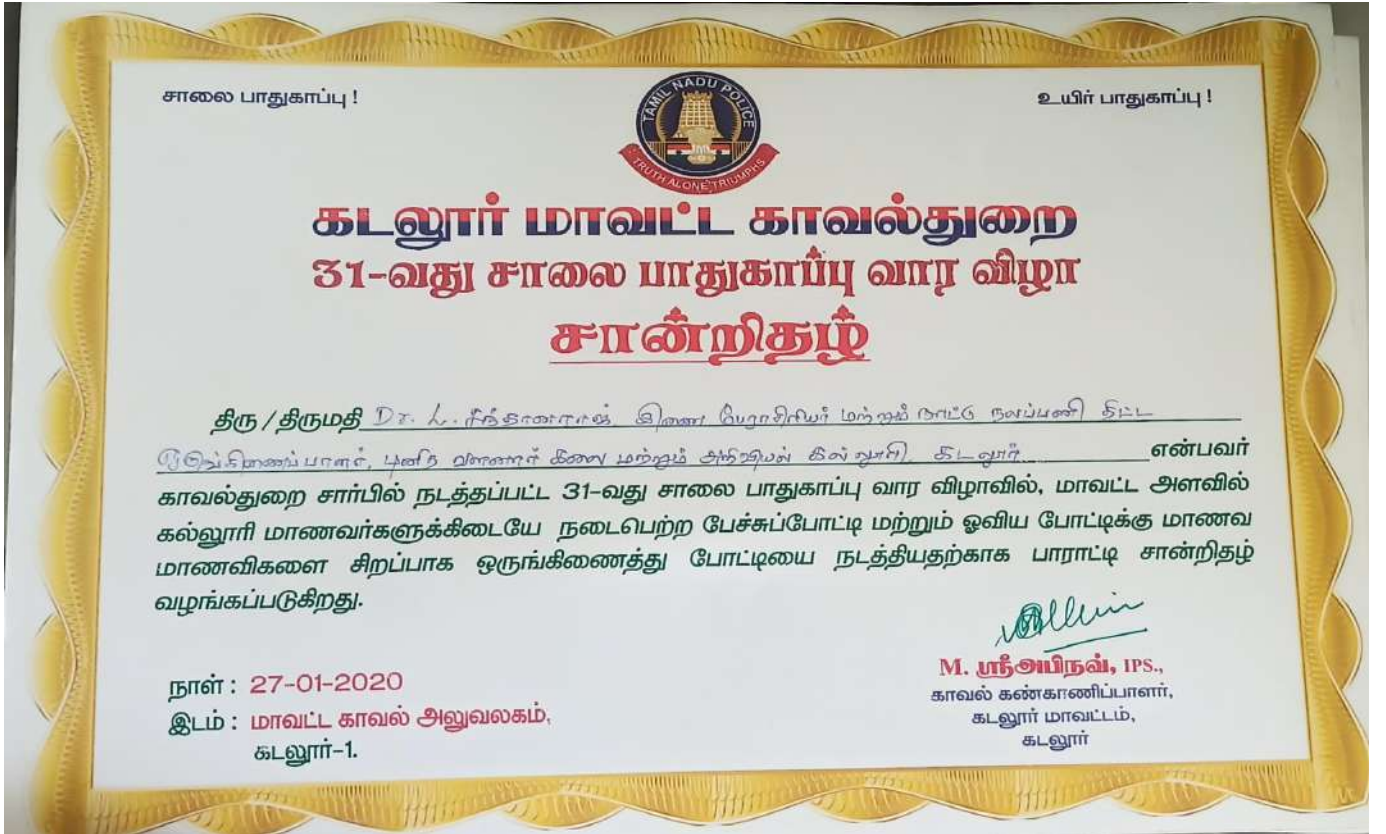 சாலை பாதுகாப்பு !
உயிர் பாதுகாப்பு !
TAMIL NADU POLICE
TRUTH ALONE TRIUMPHS
கடலூர் மாவட்ட காவல்துறை
31-வது சாலை பாதுகாப்பு வார விழா
சான்றிதழ்
திரு / திருமதி Dr. L. சந்தானராஜ் இணை பேராசிரியர் மற்றும் நாட்டு நலப்பணி திட்ட
ஒருங்கிணைப்பாளர், புனித வளனார் கலை மற்றும் அறிவியல் கல்லூரி, கடலூர் என்பவர்
காவல்துறை சார்பில் நடத்தப்பட்ட 31-வது சாலை பாதுகாப்பு வார விழாவில், மாவட்ட அளவில்
கல்லூரி மாணவர்களுக்கிடையே நடைபெற்ற பேச்சுப்போட்டி மற்றும் ஓவிய போட்டிக்கு மாணவ
மாணவிகளை சிறப்பாக ஒருங்கிணைத்து போட்டியை நடத்தியதற்காக பாராட்டி சான்றிதழ்
வழங்கப்படுகிறது.
நாள் : 27-01-2020
இடம் : மாவட்ட காவல் அலுவலகம்,
கடலூர்-1.
M. ஸ்ரீஅபிநவ், IPS.,
காவல் கண்காணிப்பாளர்,
கடலூர் மாவட்டம்,
கடலூர்